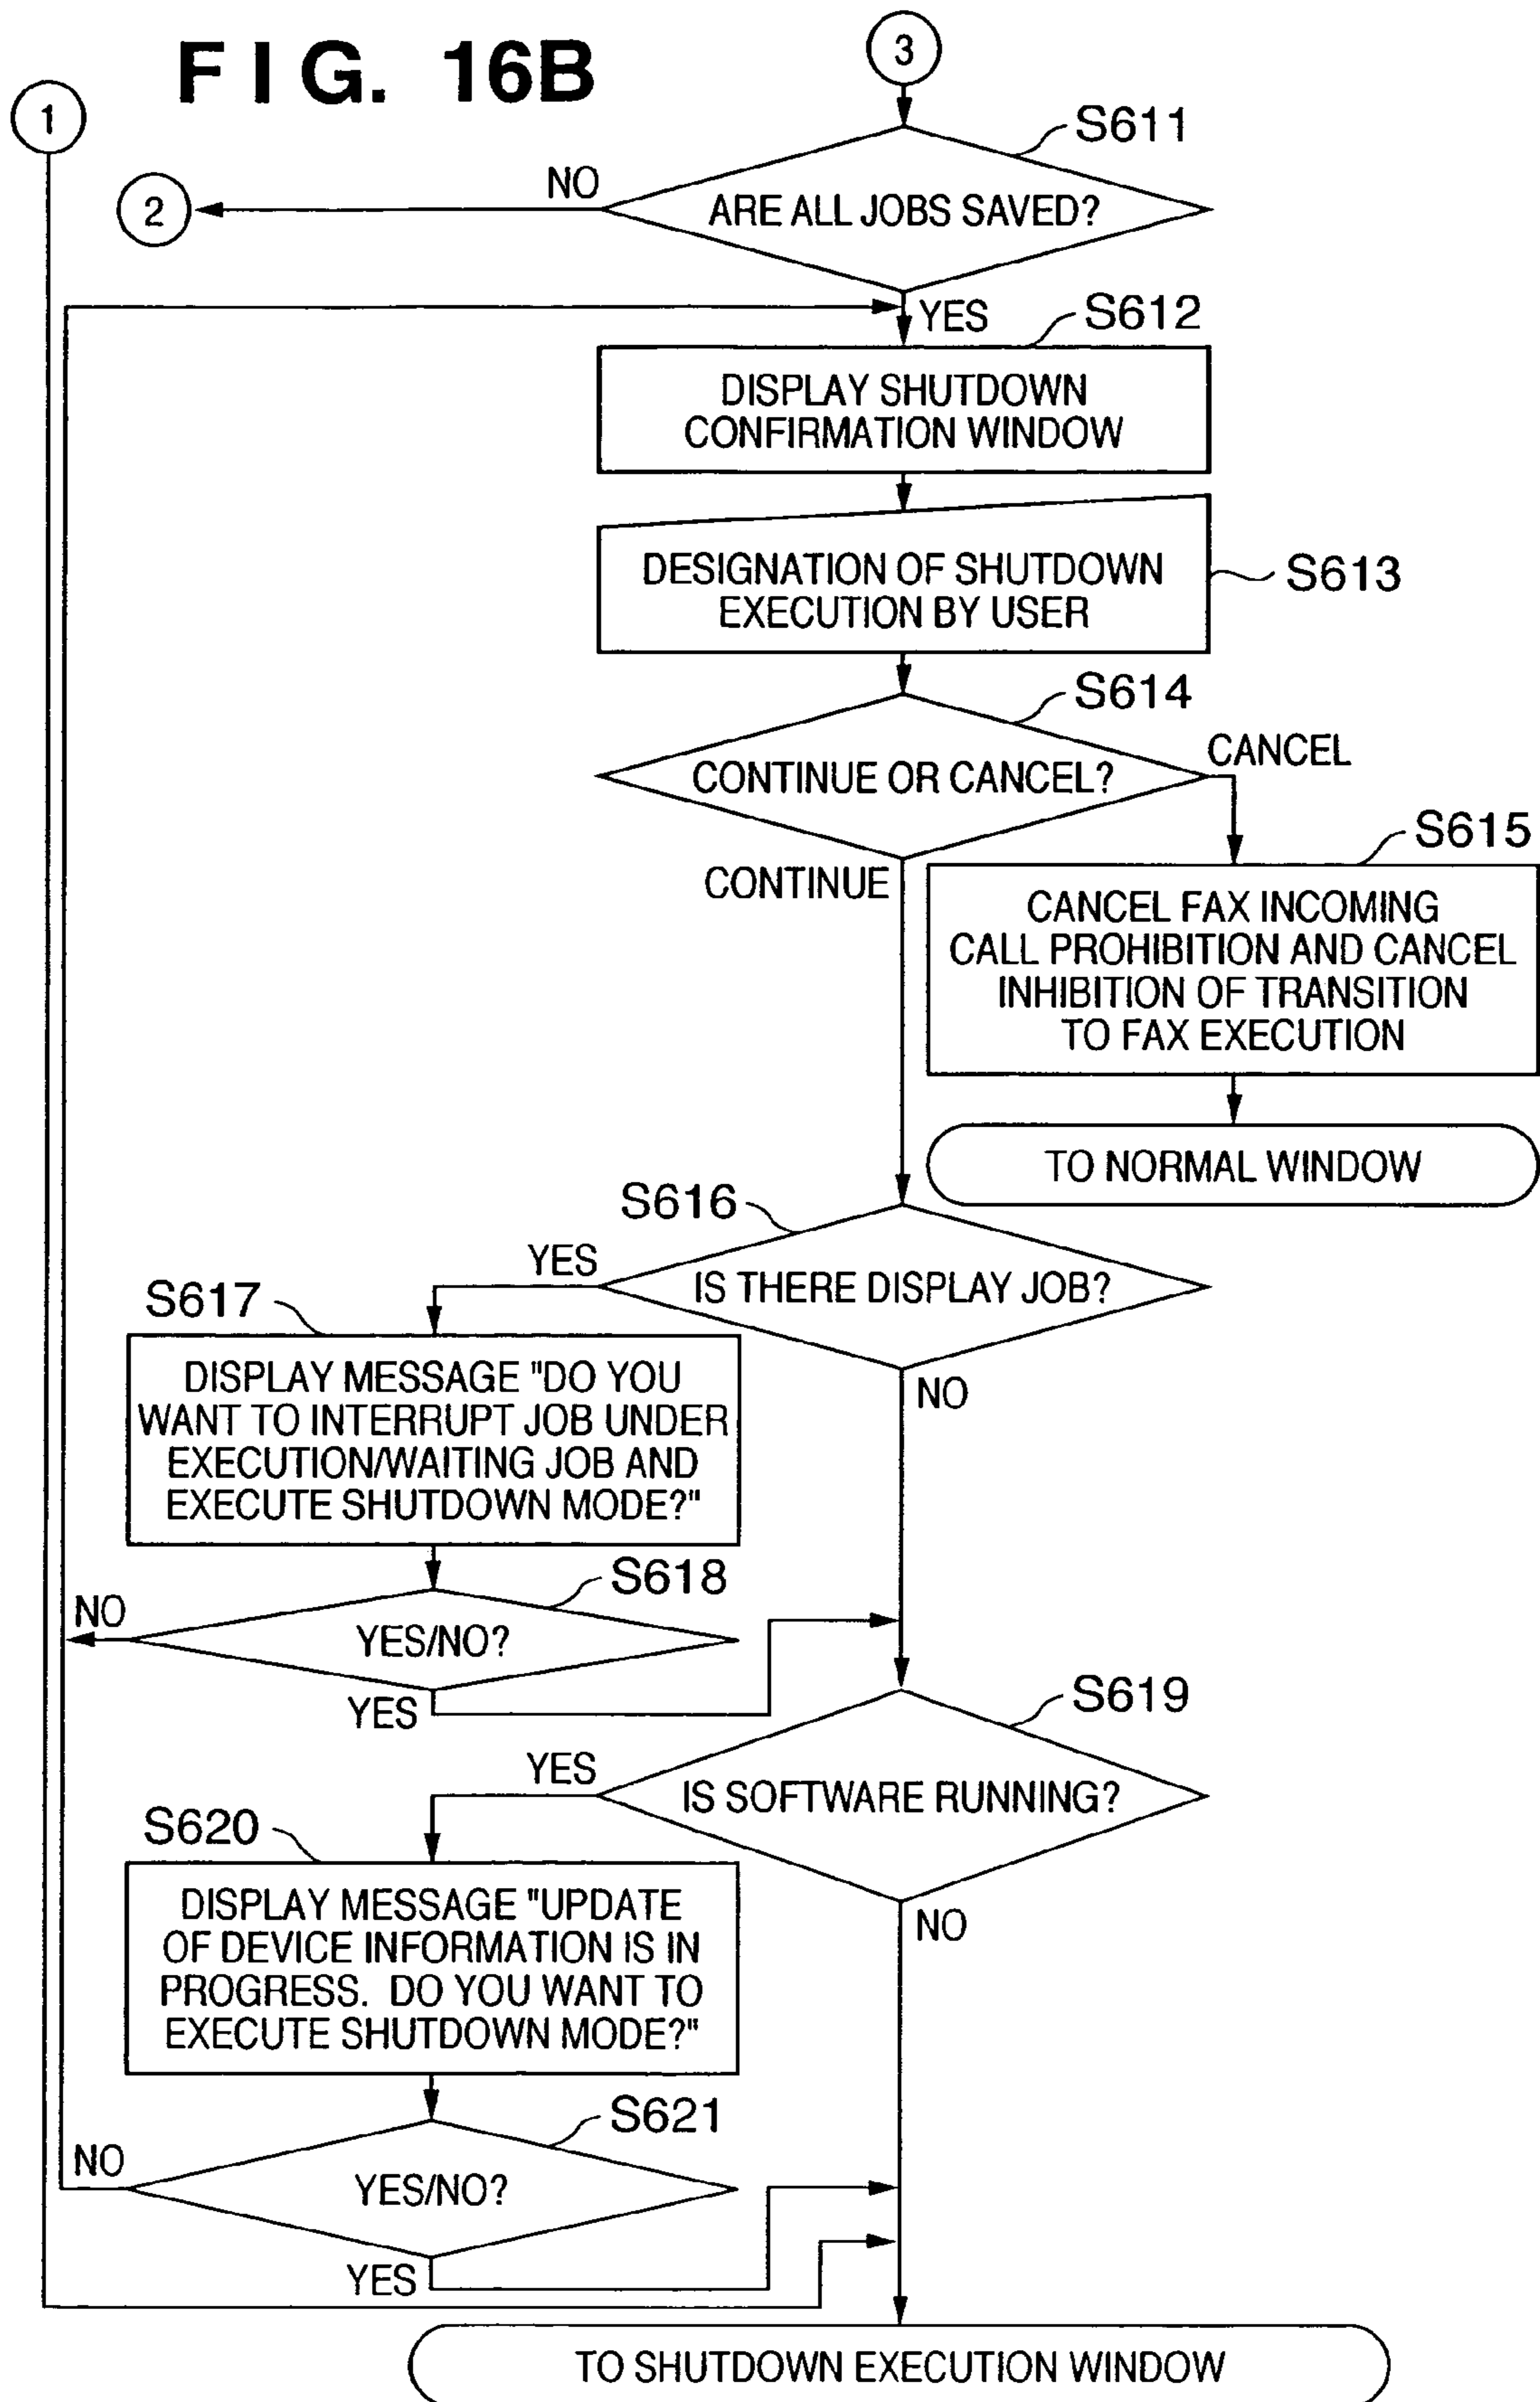 FIG. 16B
3
1
S611
NO
2
ARE ALL JOBS SAVED?
YES
S612
DISPLAY SHUTDOWN
CONFIRMATION WINDOW
DESIGNATION OF SHUTDOWN
EXECUTION BY USER
S613
S614
CANCEL
CONTINUE OR CANCEL?
S615
CONTINUE
CANCEL FAX INCOMING
CALL PROHIBITION AND CANCEL
INHIBITION OF TRANSITION
TO FAX EXECUTION
TO NORMAL WINDOW
S616
YES
IS THERE DISPLAY JOB?
S617
NO
DISPLAY MESSAGE "DO YOU
WANT TO INTERRUPT JOB UNDER
EXECUTION/WAITING JOB AND
EXECUTE SHUTDOWN MODE?"
S618
NO
YES/NO?
YES
S619
YES
IS SOFTWARE RUNNING?
S620
NO
DISPLAY MESSAGE "UPDATE
OF DEVICE INFORMATION IS IN
PROGRESS. DO YOU WANT TO
EXECUTE SHUTDOWN MODE?"
S621
NO
YES/NO?
YES
TO SHUTDOWN EXECUTION WINDOW